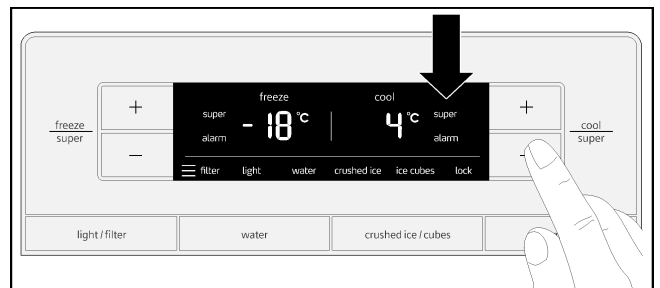 freeze
super
+
−
freeze cool
super - 18 °C 4 °C super
alarm alarm
filter light water crushed ice ice cubes lock
+
cool
super
light / filter water crushed ice / cubes